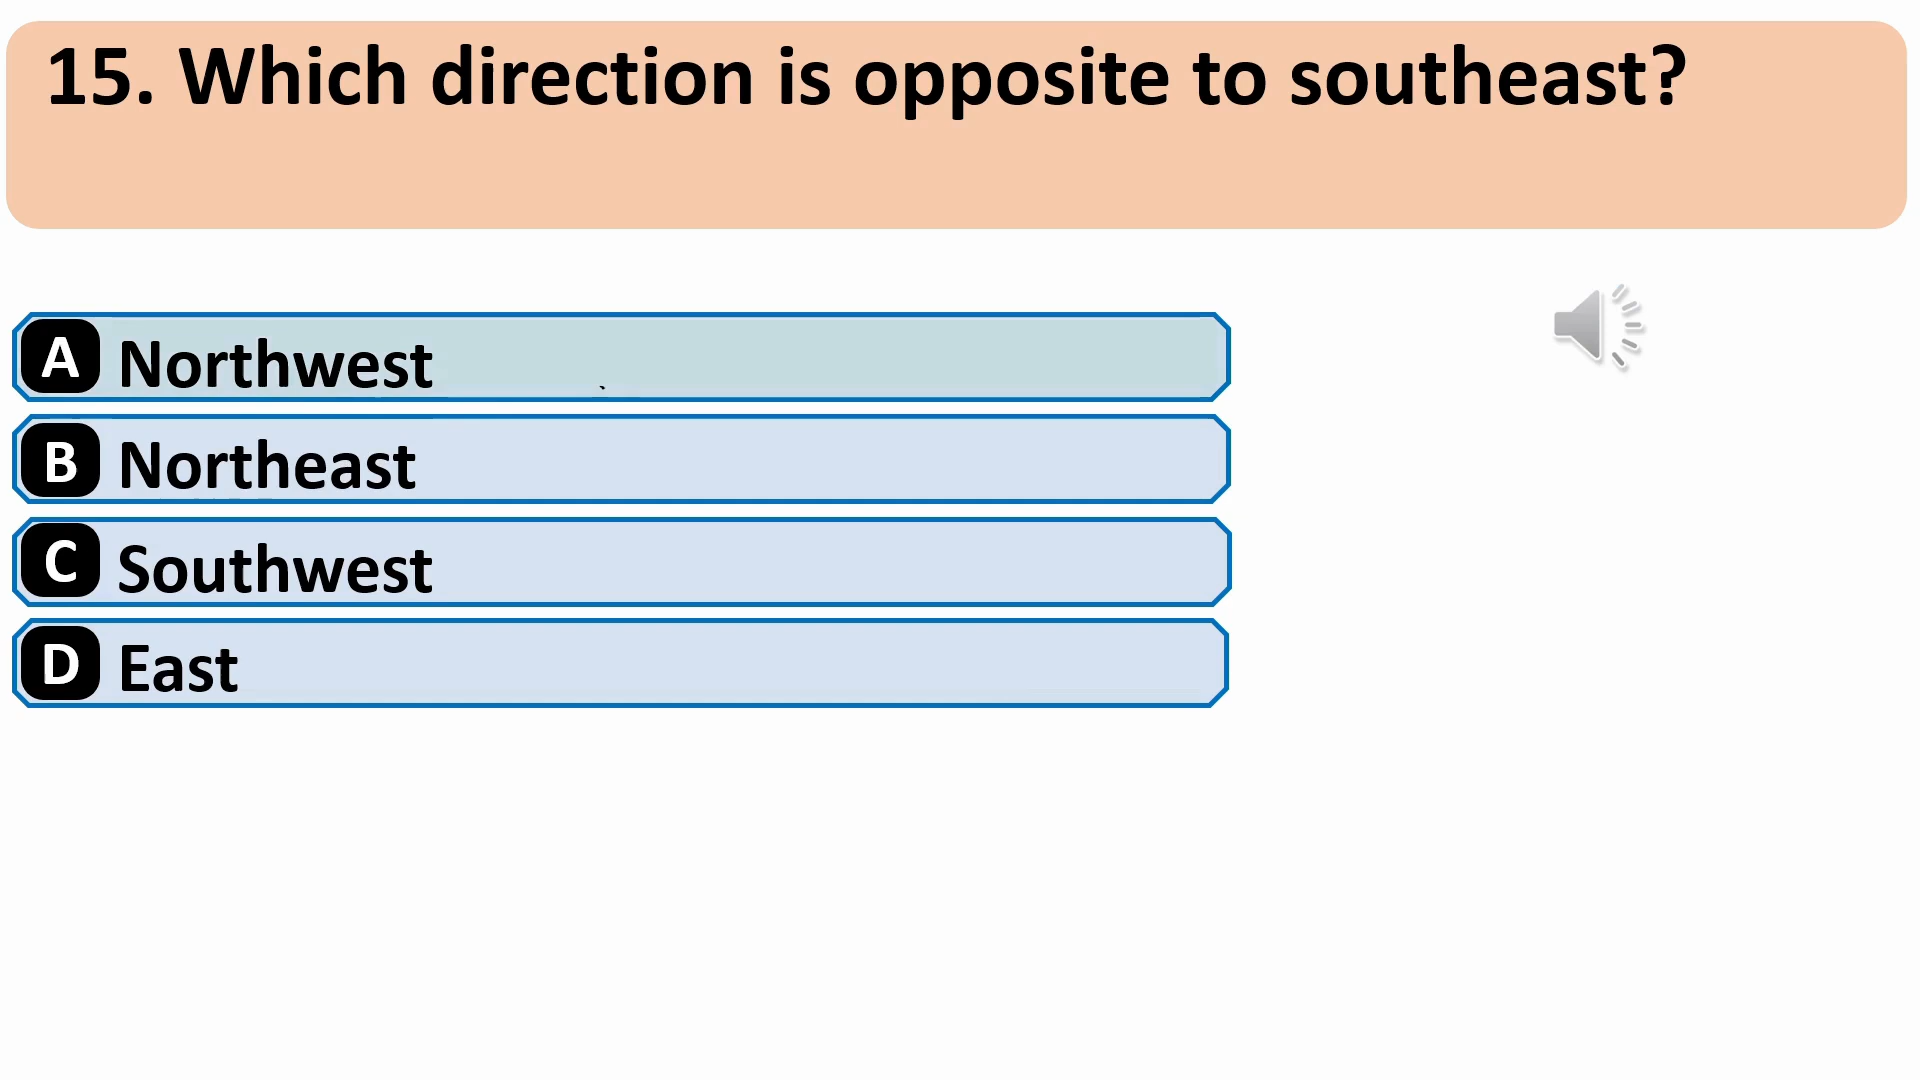 15. Which direction is opposite to southeast?
A Northwest
B Northeast
C Southwest
D East